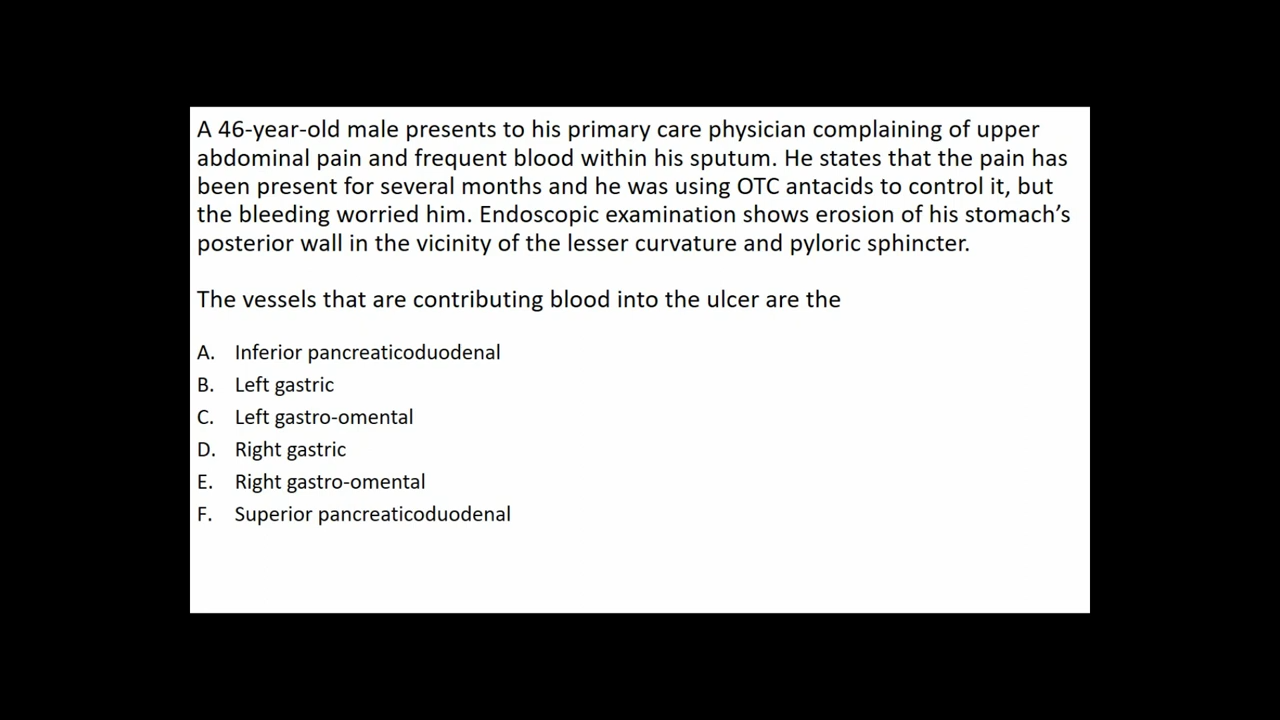 A 46-year-old male presents to his primary care physician complaining of upper
abdominal pain and frequent blood within his sputum. He states that the pain has
been present for several months and he was using OTC antacids to control it, but
the bleeding worried him. Endoscopic examination shows erosion of his stomach’s
posterior wall in the vicinity of the lesser curvature and pyloric sphincter.
The vessels that are contributing blood into the ulcer are the
A. Inferior pancreaticoduodenal
B. Left gastric
C. Left gastro-omental
D. Right gastric
E. Right gastro-omental
F. Superior pancreaticoduodenal